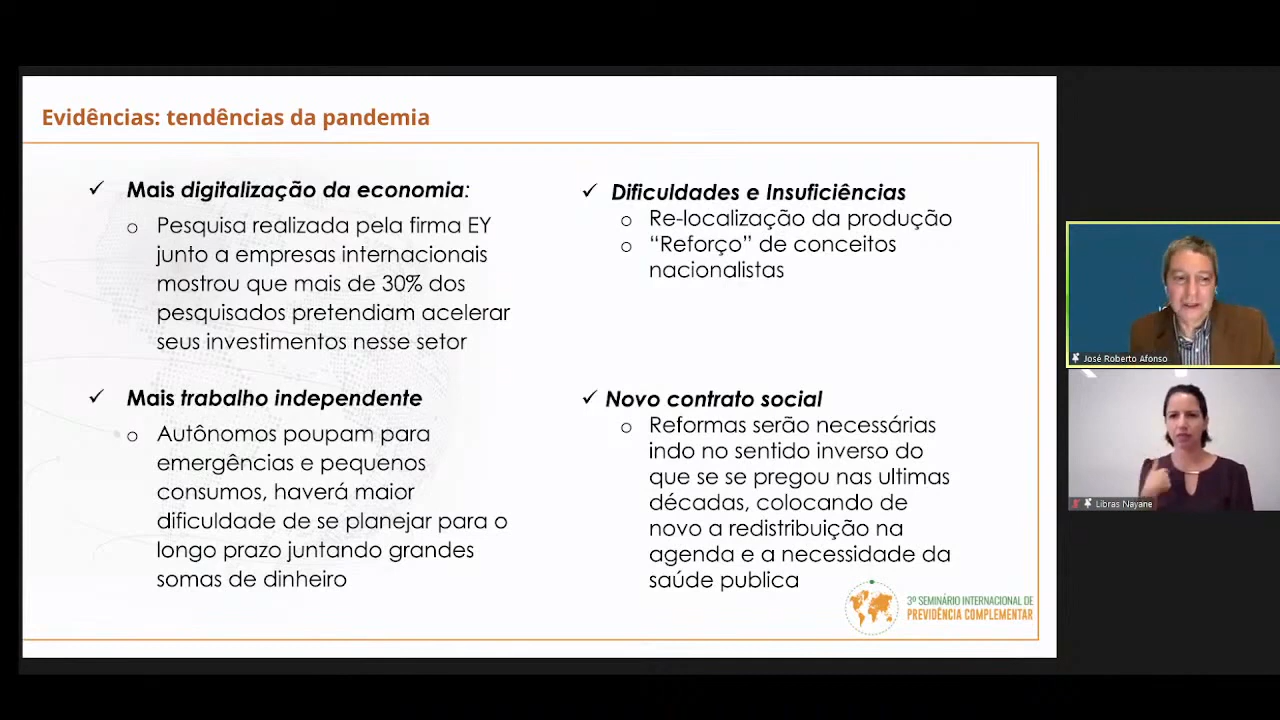 Evidências: tendências da pandemia
✓ Mais digitalização da economia:
o Pesquisa realizada pela firma EY
junto a empresas internacionais
mostrou que mais de 30% dos
pesquisados pretendiam acelerar
seus investimentos nesse setor
✓ Mais trabalho independente
o Autônomos poupam para
emergências e pequenos
consumos, haverá maior
dificuldade de se planejar para o
longo prazo juntando grandes
somas de dinheiro
✓ Dificuldades e Insuficiências
o Re-localização da produção
o “Reforço” de conceitos
nacionalistas
✓ Novo contrato social
o Reformas serão necessárias
indo no sentido inverso do
que se se pregou nas ultimas
décadas, colocando de
novo a redistribuição na
agenda e a necessidade da
saúde publica
3º SEMINÁRIO INTERNACIONAL DE
PREVIDÊNCIA COMPLEMENTAR
José Roberto Afonso
Libras Nayane